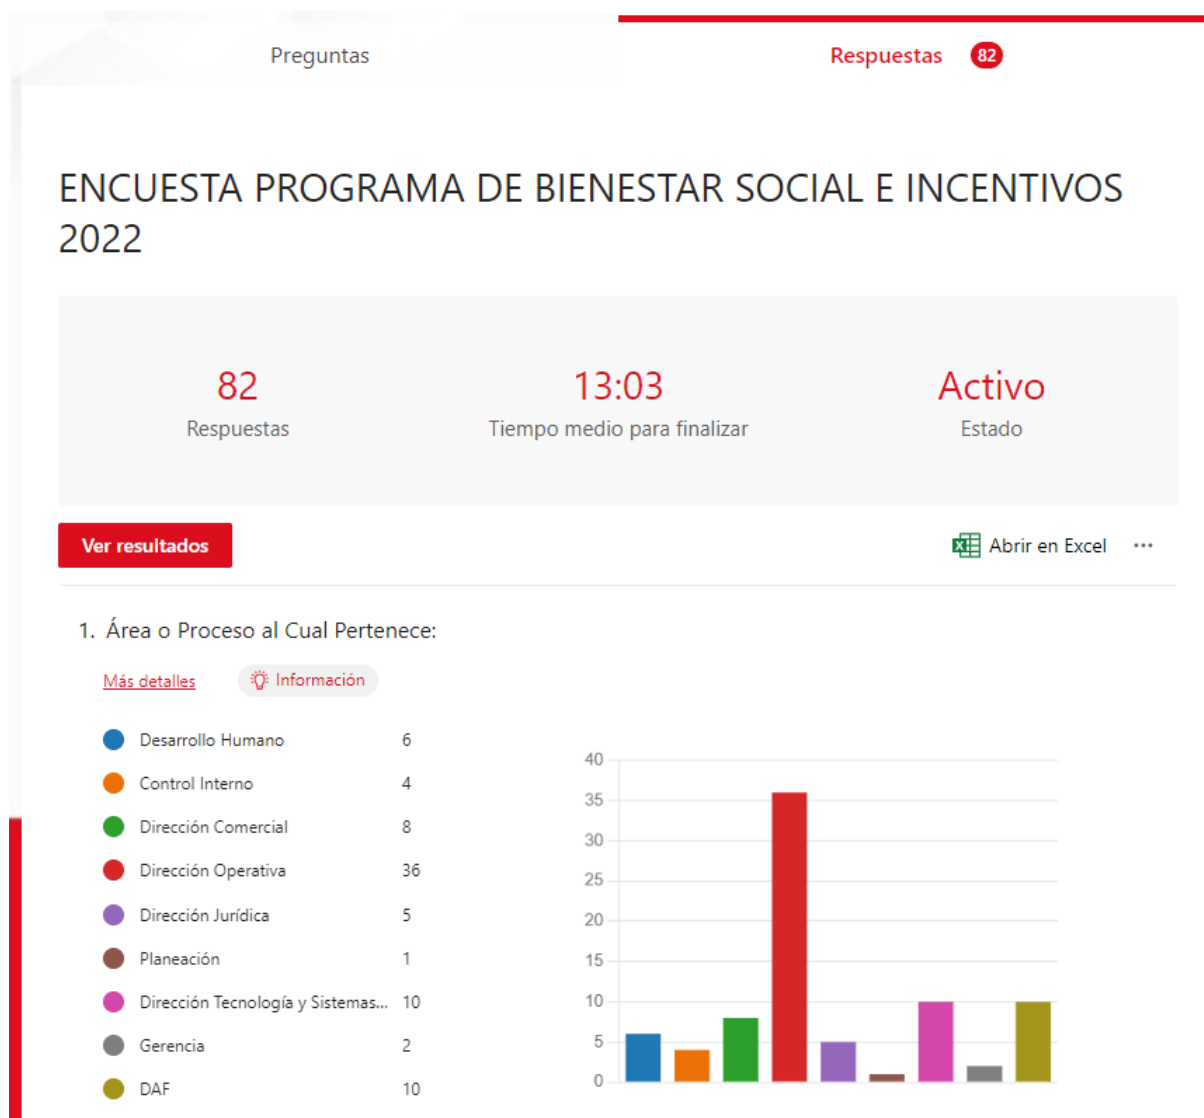 Preguntas
Respuestas 82
ENCUESTA PROGRAMA DE BIENESTAR SOCIAL E INCENTIVOS
2022
82
Respuestas
13:03
Tiempo medio para finalizar
Activo
Estado
Ver resultados
Abrir en Excel ...
1. Área o Proceso al Cual Pertenece:
Más detalles
Información
Desarrollo Humano 6
Control Interno 4
Dirección Comercial 8
Dirección Operativa 36
Dirección Jurídica 5
Planeación 1
Dirección Tecnología y Sistemas... 10
Gerencia 2
DAF 10
40
35
30
25
20
15
10
5
0